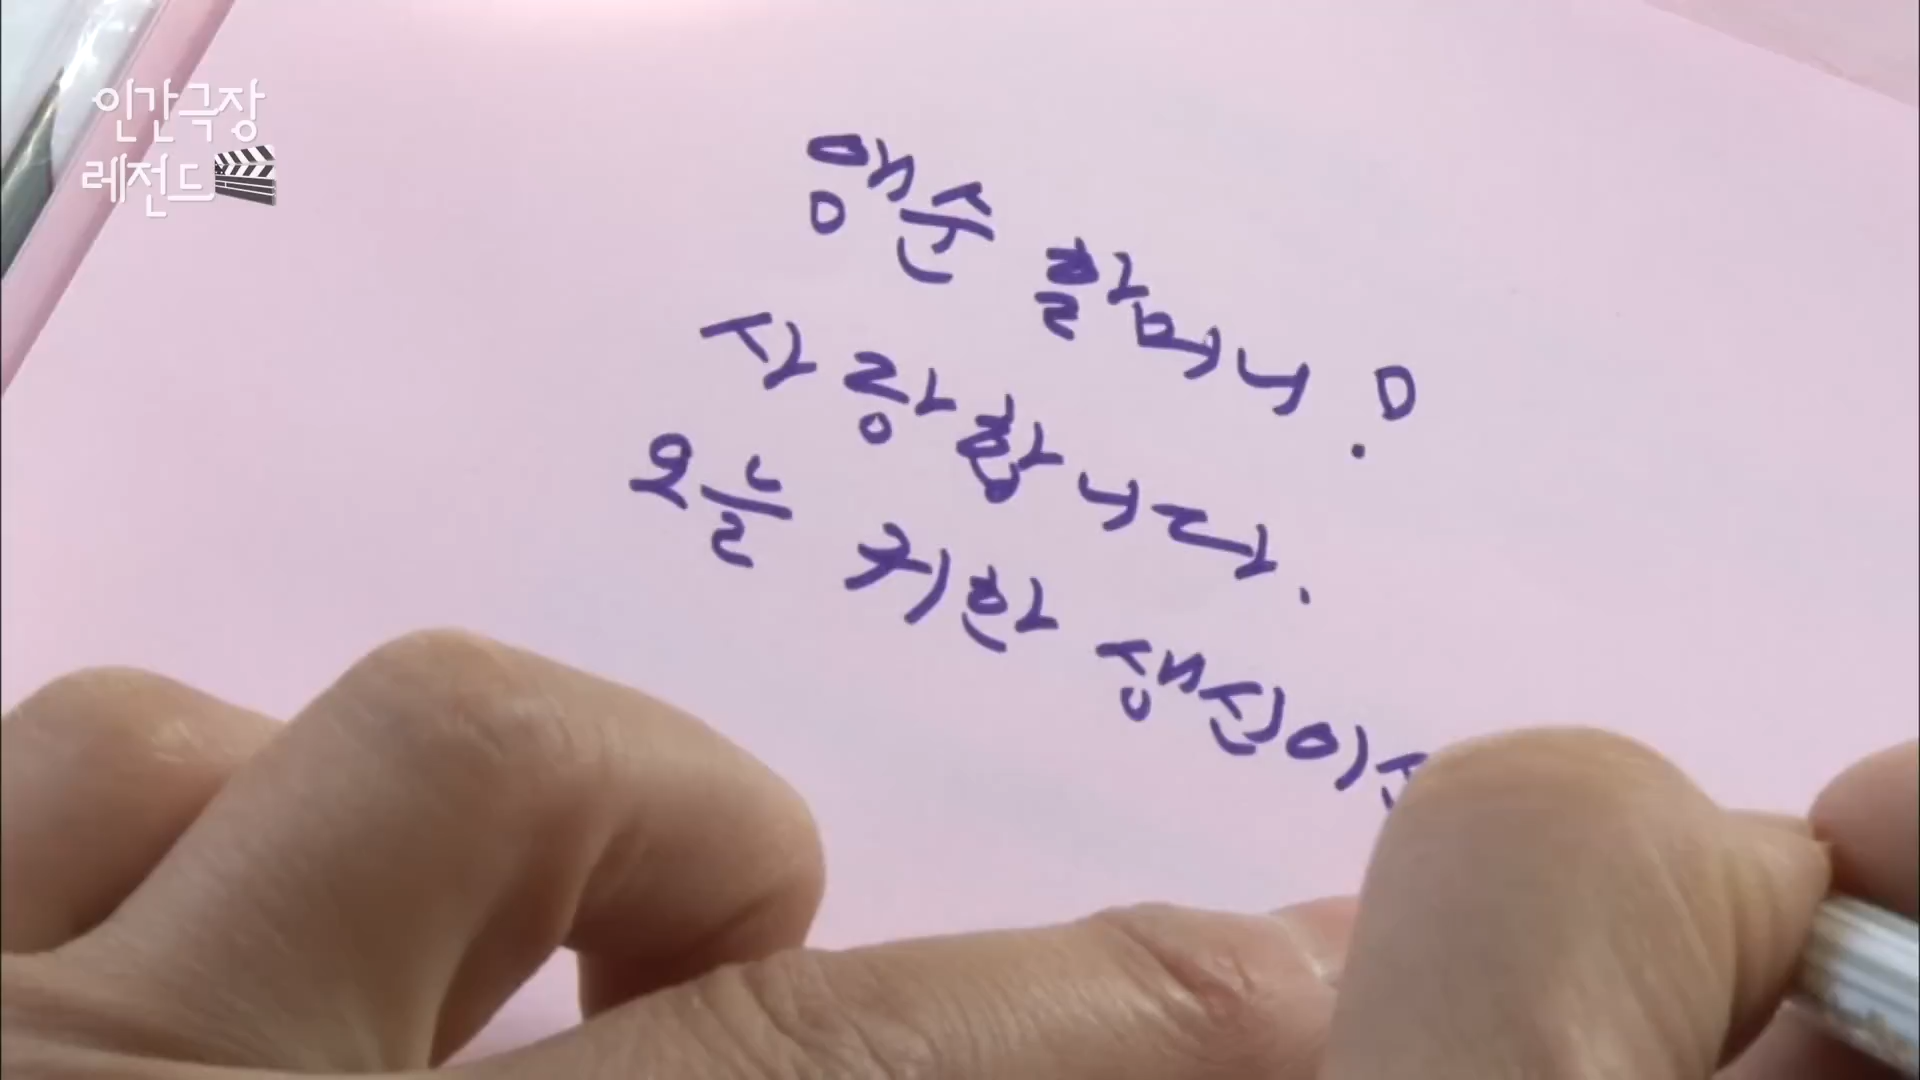 인간극장
레전드
앵순 할머니.
사랑합니다.
오늘 귀한 생신이